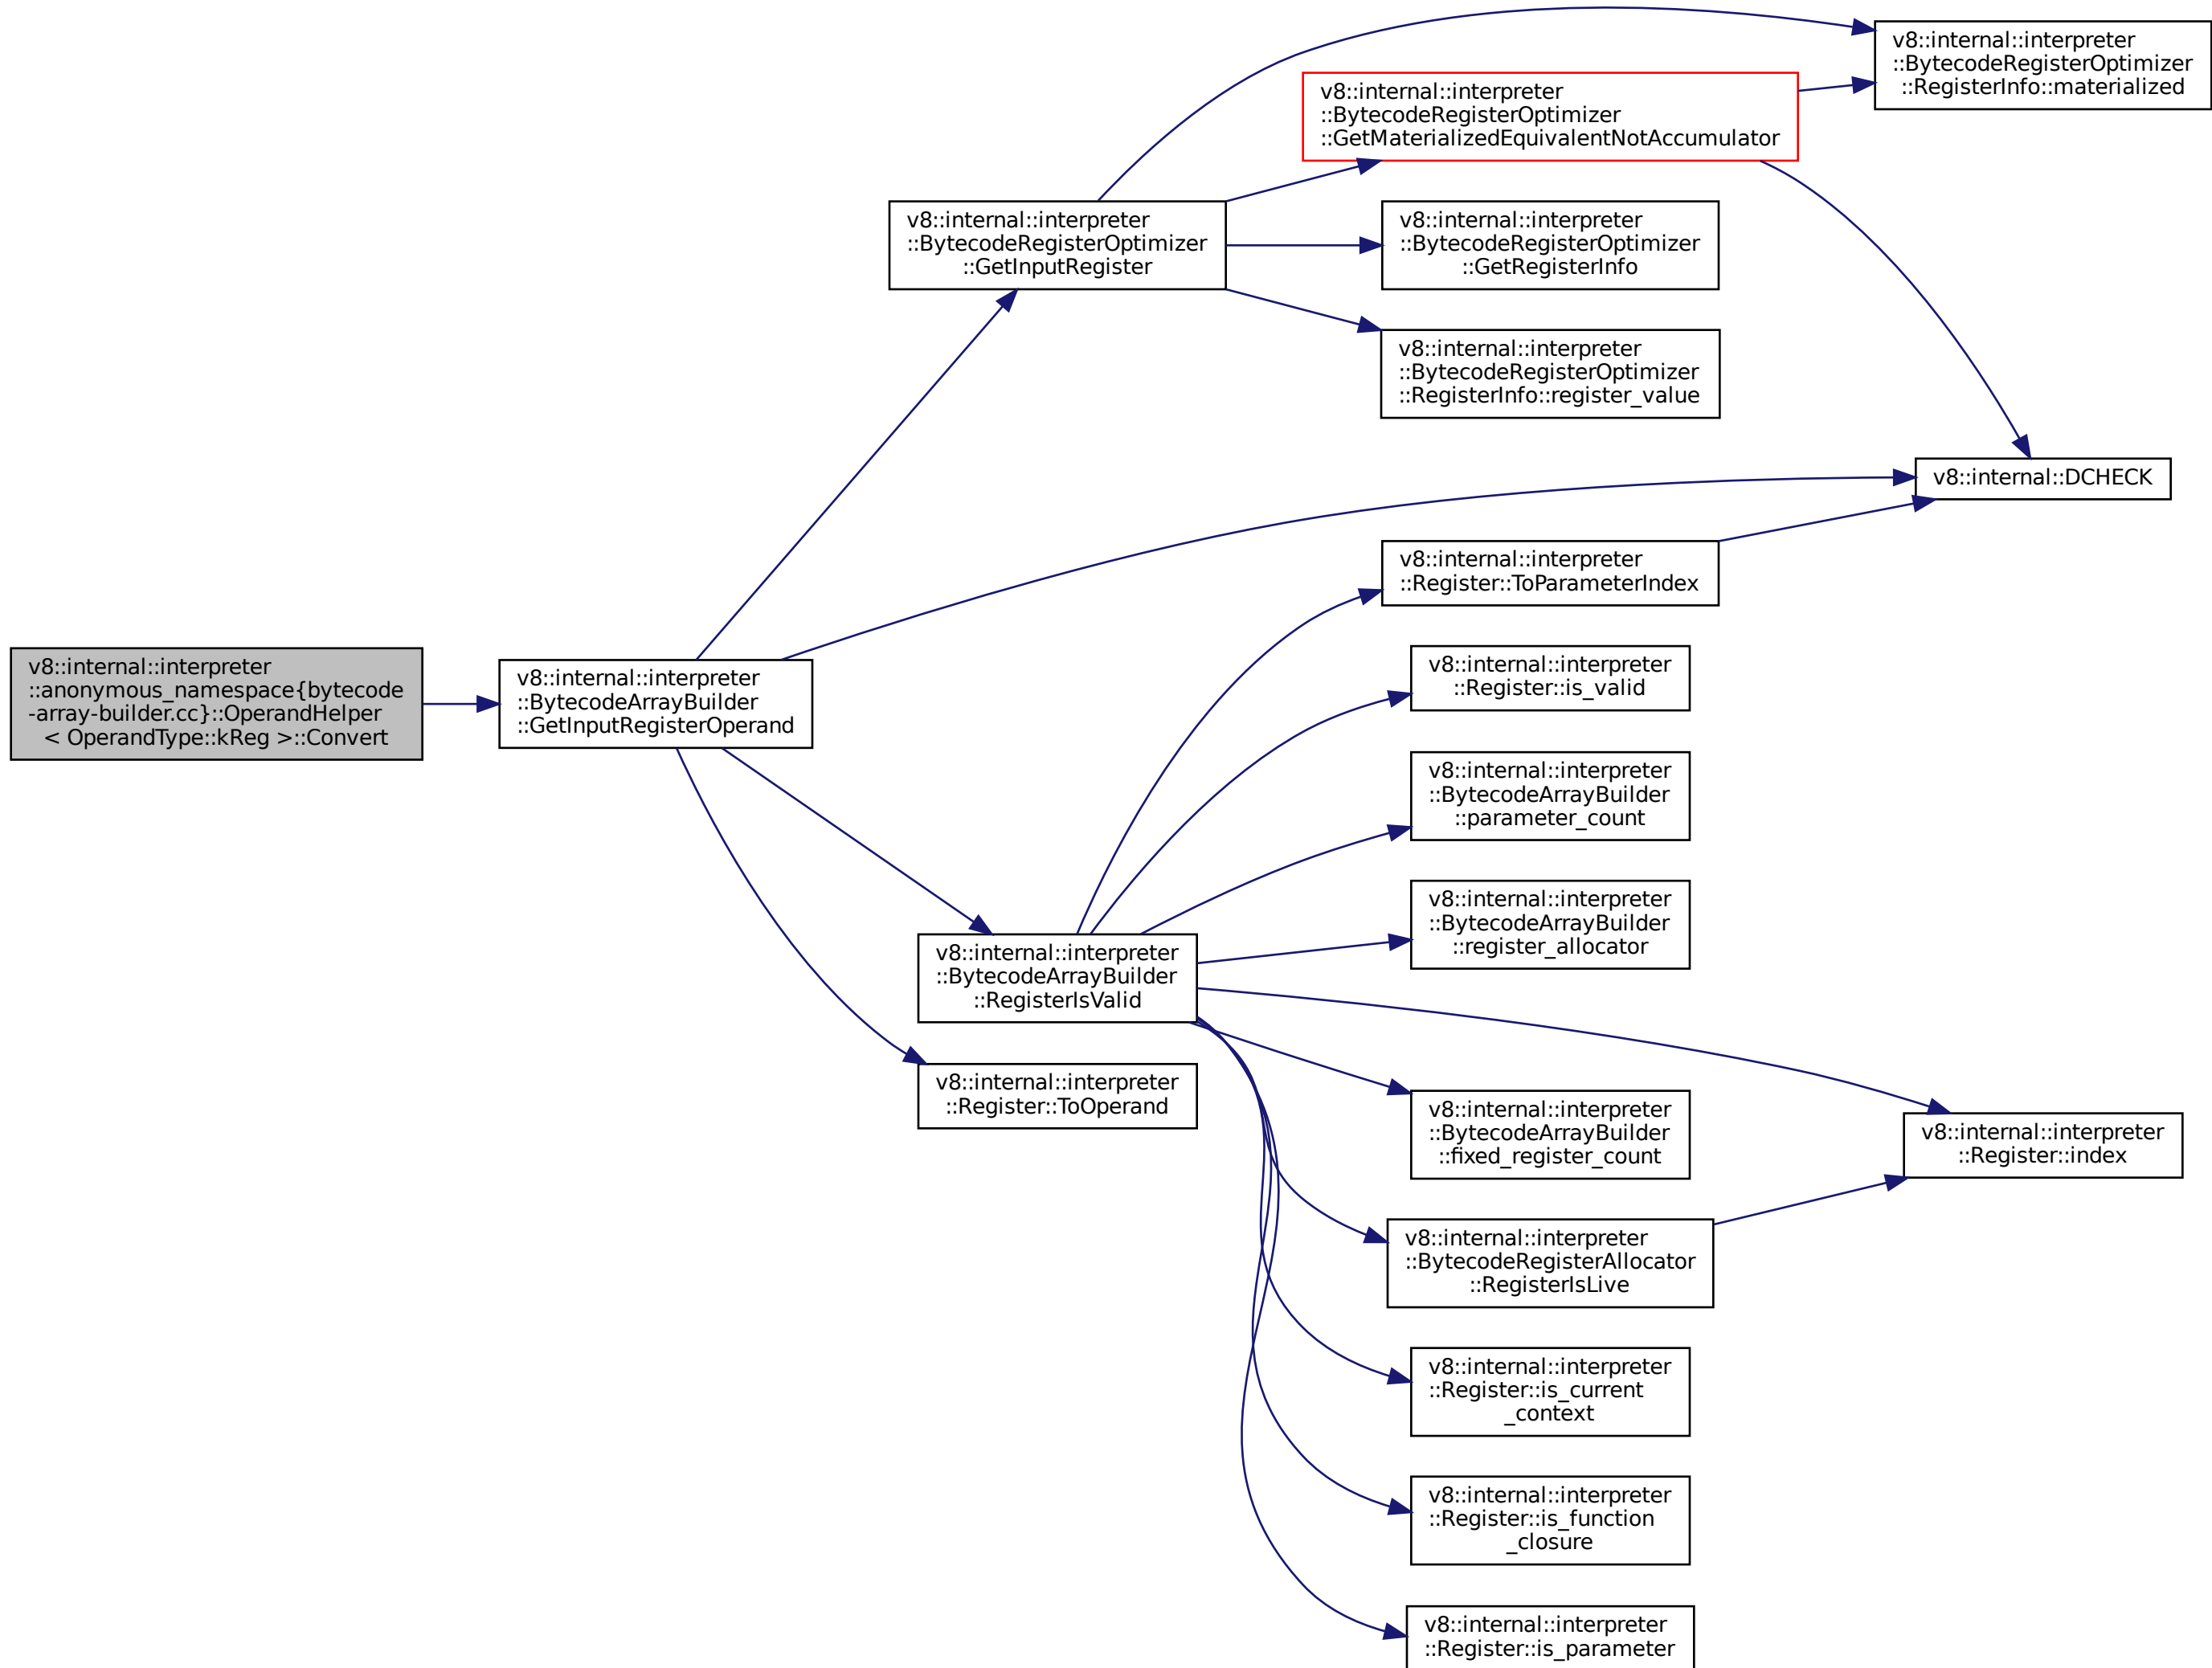 v8::internal::interpreter
::BytecodeRegisterOptimizer
::RegisterInfo::materialized
v8::internal::interpreter
::BytecodeRegisterOptimizer
::GetMaterializedEquivalentNotAccumulator
v8::internal::interpreter
::BytecodeRegisterOptimizer
::GetInputRegister
v8::internal::interpreter
::BytecodeRegisterOptimizer
::GetRegisterInfo
v8::internal::interpreter
::BytecodeRegisterOptimizer
::RegisterInfo::register_value
v8::internal::DCHECK
v8::internal::interpreter
::Register::ToParameterIndex
v8::internal::interpreter
::anonymous_namespace{bytecode
-array-builder.cc}::OperandHelper
< OperandType::kReg >::Convert
v8::internal::interpreter
::BytecodeArrayBuilder
::GetInputRegisterOperand
v8::internal::interpreter
::Register::is_valid
v8::internal::interpreter
::BytecodeArrayBuilder
::parameter_count
v8::internal::interpreter
::BytecodeArrayBuilder
::register_allocator
v8::internal::interpreter
::BytecodeArrayBuilder
::RegisterIsValid
v8::internal::interpreter
::Register::ToOperand
v8::internal::interpreter
::BytecodeArrayBuilder
::fixed_register_count
v8::internal::interpreter
::Register::index
v8::internal::interpreter
::BytecodeRegisterAllocator
::RegisterIsLive
v8::internal::interpreter
::Register::is_current
_context
v8::internal::interpreter
::Register::is_function
_closure
v8::internal::interpreter
::Register::is_parameter